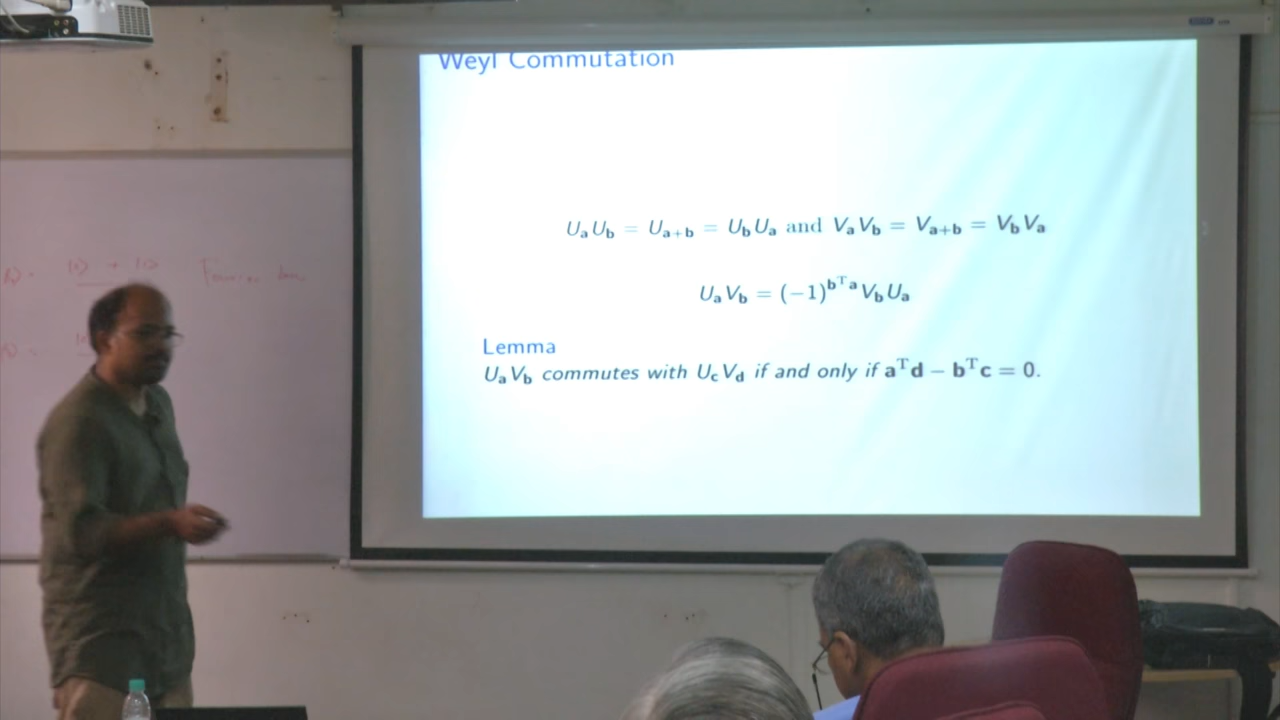 Weyl Commutation
U_a U_b = U_{a+b} = U_b U_a and V_a V_b = V_{a+b} = V_b V_a
U_a V_b = (−1)^{b^T a} V_b U_a
Lemma
U_a V_b commutes with U_c V_d if and only if a^T d − b^T c = 0.